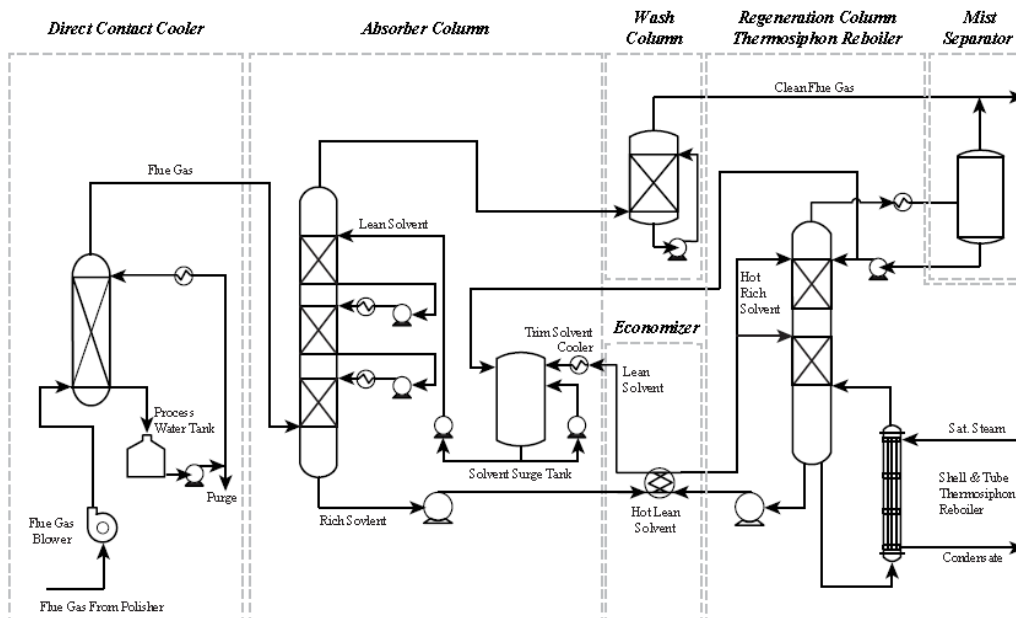 Direct Contact Cooler
Absorber Column
Wash
Column
Regeneration Column
Thermosiphon Reboiler
Mist
Separator
Clean Flue Gas
Flue Gas
Lean Solvent
Hot
Rich
Solvent
Economizer
Trim Solvent
Cooler
Lean
Solvent
Process
Water Tank
Purge
Solvent Surge Tank
Sat. Steam
Shell & Tube
Thermosiphon
Reboiler
Condensate
Rich Sovlent
Hot Lean
Solvent
Flue Gas
Blower
Flue Gas From Polisher